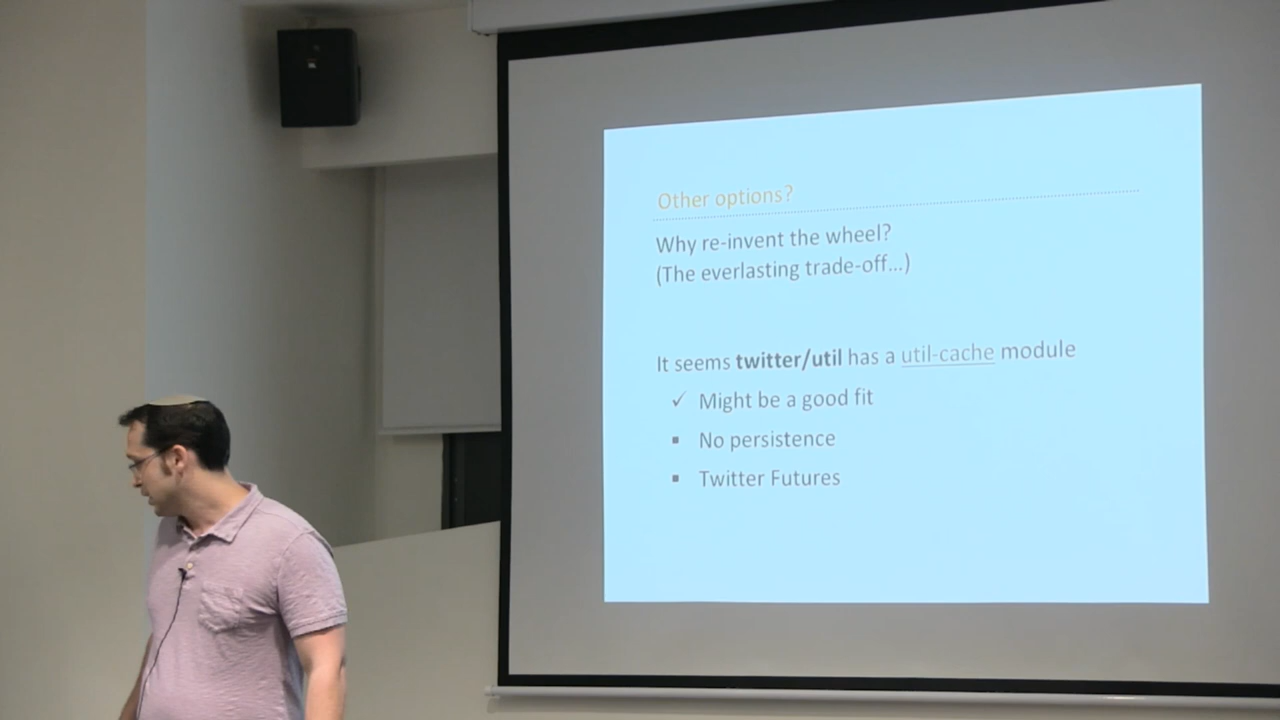 Other options?
Why re-invent the wheel?
(The everlasting trade-off...)
It seems twitter/util has a util-cache module
✓ Might be a good fit
▪ No persistence
▪ Twitter Futures